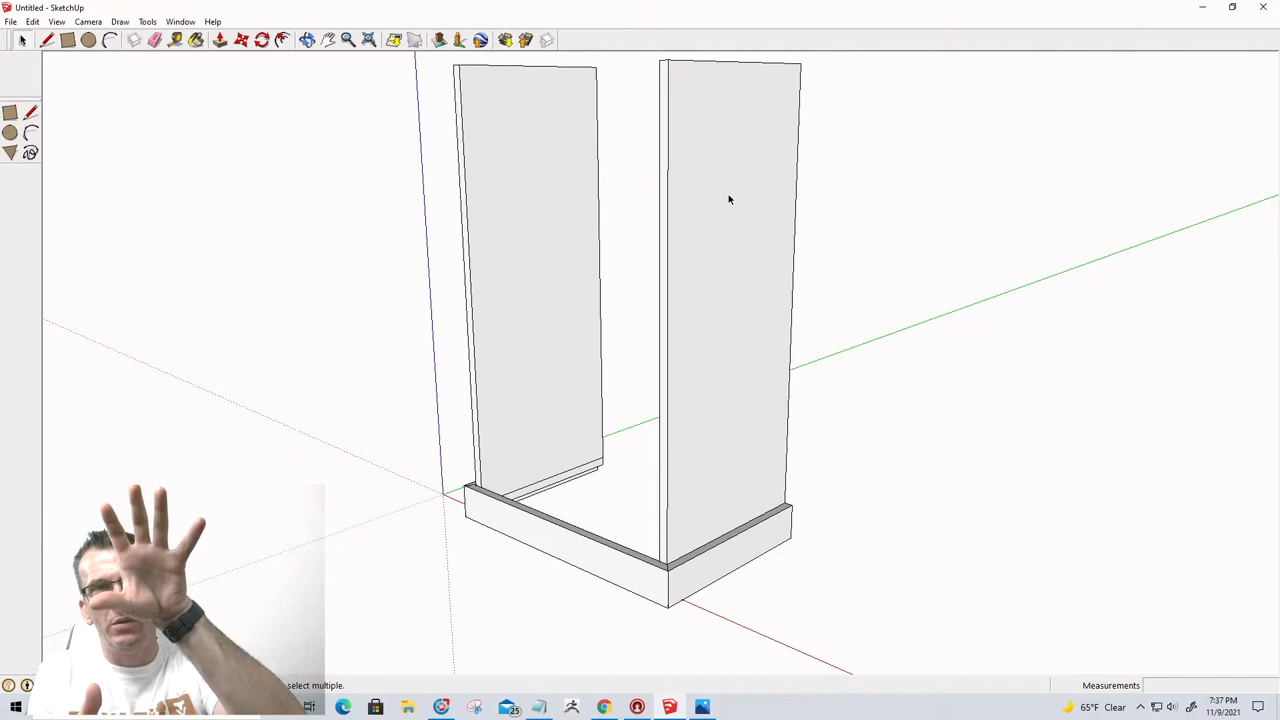 Untitled - SketchUp
File Edit View Camera Draw Tools Window Help
select multiple.
Measurements
25
65°F Clear
7:37 PM
11/9/2021